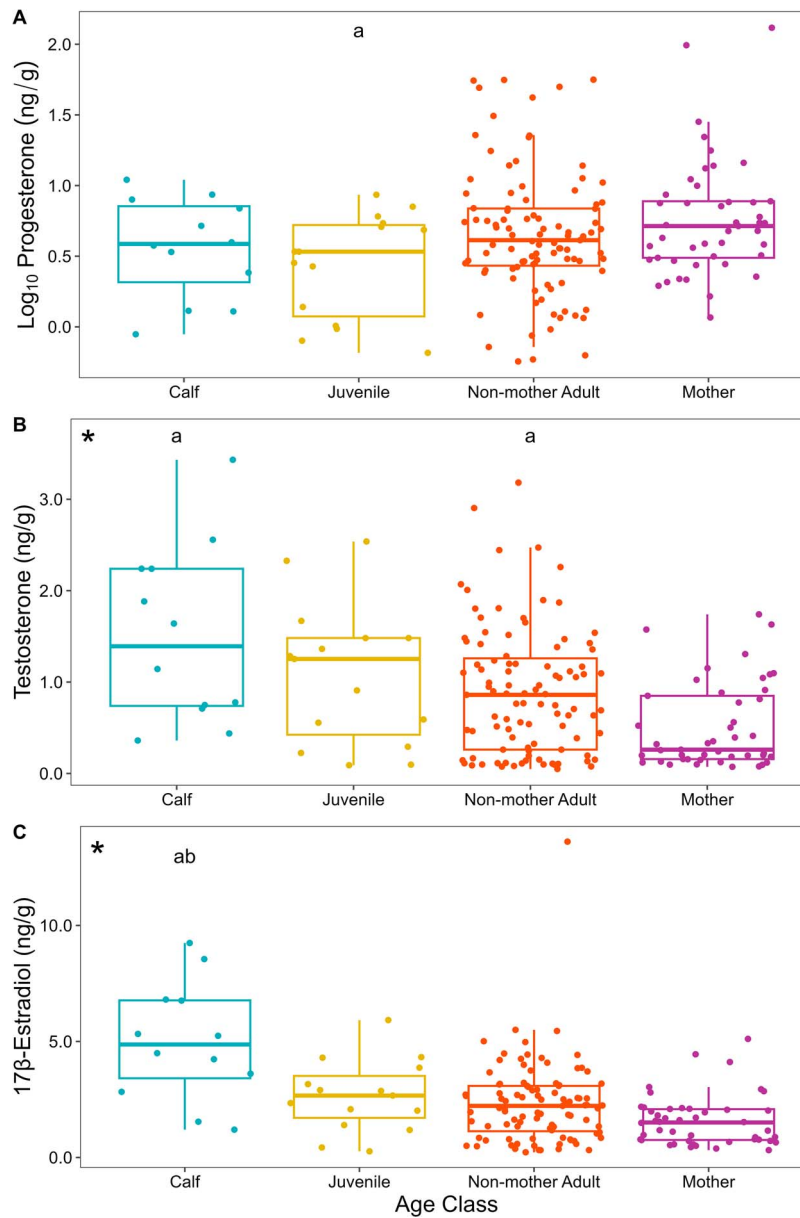 A
a
Log₁₀ Progesterone (ng/g)
2.0
1.5
1.0
0.5
0.0
Calf Juvenile Non-mother Adult Mother
B
* a a
Testosterone (ng/g)
3.0
2.0
1.0
0.0
Calf Juvenile Non-mother Adult Mother
C
* ab
17β-Estradiol (ng/g)
10.0
5.0
0.0
Calf Juvenile Non-mother Adult Mother
Age Class